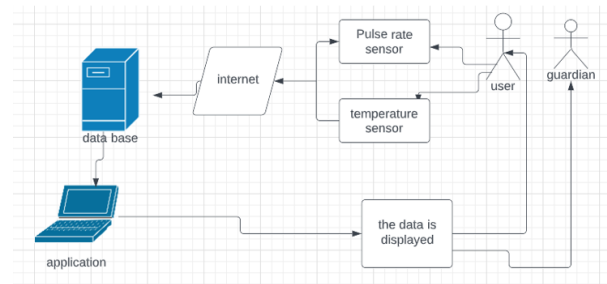 Pulse rate
sensor
internet
user
guardian
temperature
sensor
data base
the data is
displayed
application